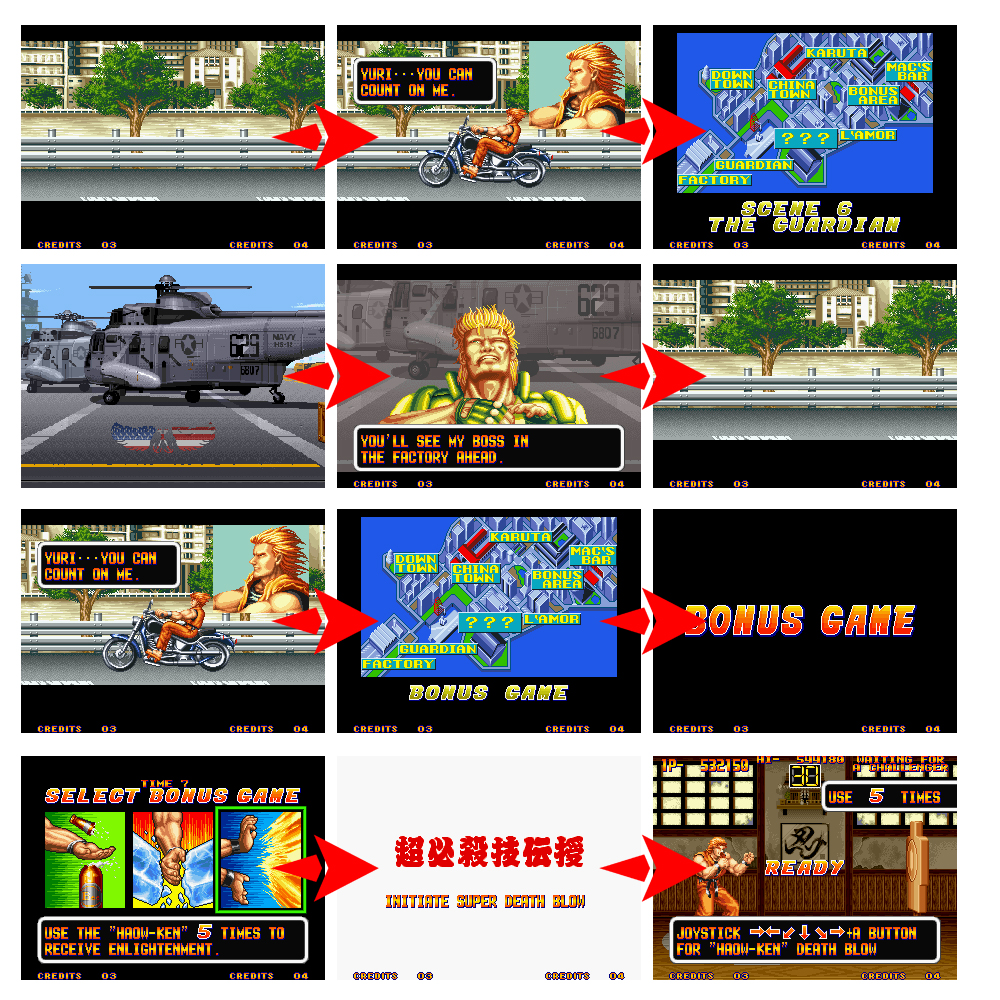 CREDITS 03 CREDITS 04
YURI···YOU CAN
COUNT ON ME.
CREDITS 03 CREDITS 04
KARUTA
MAC'S
BAR
DOWN
TOWN
CHINA
TOWN
BONUS
AREA
???
L'AMOR
GUARDIAN
FACTORY
SCENE 6
THE GUARDIAN
CREDITS 03 CREDITS 04
629
NAVY
6807
629
6807
YOU'LL SEE MY BOSS IN
THE FACTORY AHEAD.
CREDITS 03 CREDITS 04
CREDITS 03 CREDITS 04
YURI···YOU CAN
COUNT ON ME.
CREDITS 03 CREDITS 04
KARUTA
MAC'S
BAR
DOWN
TOWN
CHINA
TOWN
BONUS
AREA
???
L'AMOR
GUARDIAN
FACTORY
BONUS GAME
CREDITS 03 CREDITS 04
BONUS GAME
CREDITS 03 CREDITS 04
TIME 7
SELECT BONUS GAME
USE THE "HAOW-KEN" 5 TIMES TO
RECEIVE ENLIGHTENMENT.
CREDITS 03 CREDITS 04
超必殺技伝授
INITIATE SUPER DEATH BLOW
CREDITS 03 CREDITS 04
1P- 532150 HI- 599180 WAITING FOR
A CHALLENGER
30
USE 5 TIMES
忍
READY
JOYSTICK →←↙↓↘→+A BUTTON
FOR "HAOW-KEN" DEATH BLOW
CREDITS 03 CREDITS 04